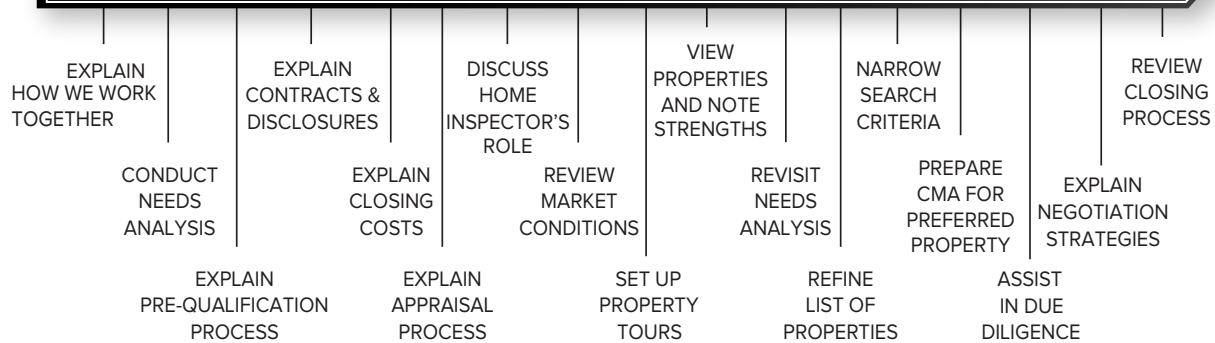 EXPLAIN
HOW WE WORK
TOGETHER
CONDUCT
NEEDS
ANALYSIS
EXPLAIN
PRE-QUALIFICATION
PROCESS
EXPLAIN
CONTRACTS &
DISCLOSURES
EXPLAIN
CLOSING
COSTS
EXPLAIN
APPRAISAL
PROCESS
DISCUSS
HOME
INSPECTOR'S
ROLE
REVIEW
MARKET
CONDITIONS
SET UP
PROPERTY
TOURS
VIEW
PROPERTIES
AND NOTE
STRENGTHS
REVISIT
NEEDS
ANALYSIS
REFINE
LIST OF
PROPERTIES
NARROW
SEARCH
CRITERIA
PREPARE
CMA FOR
PREFERRED
PROPERTY
ASSIST
IN DUE
DILIGENCE
EXPLAIN
NEGOTIATION
STRATEGIES
REVIEW
CLOSING
PROCESS